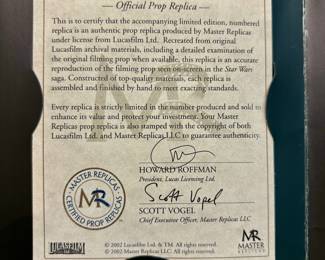 — Official Prop Replica —
This is to certify that the accompanying limited edition, numbered
replica is an authentic prop replica produced by Master Replicas
under license from Lucasfilm Ltd. Recreated from original
Lucasfilm archival materials, including a detailed examination of
the original filming prop when available, this replica is an accurate
reproduction of the filming prop seen on-screen in the Star Wars
saga. Constructed of top-quality materials, each replica is
assembled and finished by hand to meet exacting standards.
Every replica is strictly limited in the number produced and sold to
enhance its value and protect your investment. Your Master
Replicas prop replica is also stamped with the copyright of both
Lucasfilm Ltd. and Master Replicas LLC to guarantee authenticity.
HOWARD ROFFMAN
President, Lucas Licensing Ltd.
Scott Vogel
SCOTT VOGEL
Chief Executive Officer, Master Replicas LLC
MASTER REPLICAS
MR
CERTIFIED PROP REPLICAS
LUCASFILM
LTD.
© 2002 Lucasfilm Ltd. & TM. All rights reserved.
© 2002 Master Replicas. All rights reserved.
MR
MASTER
REPLICAS